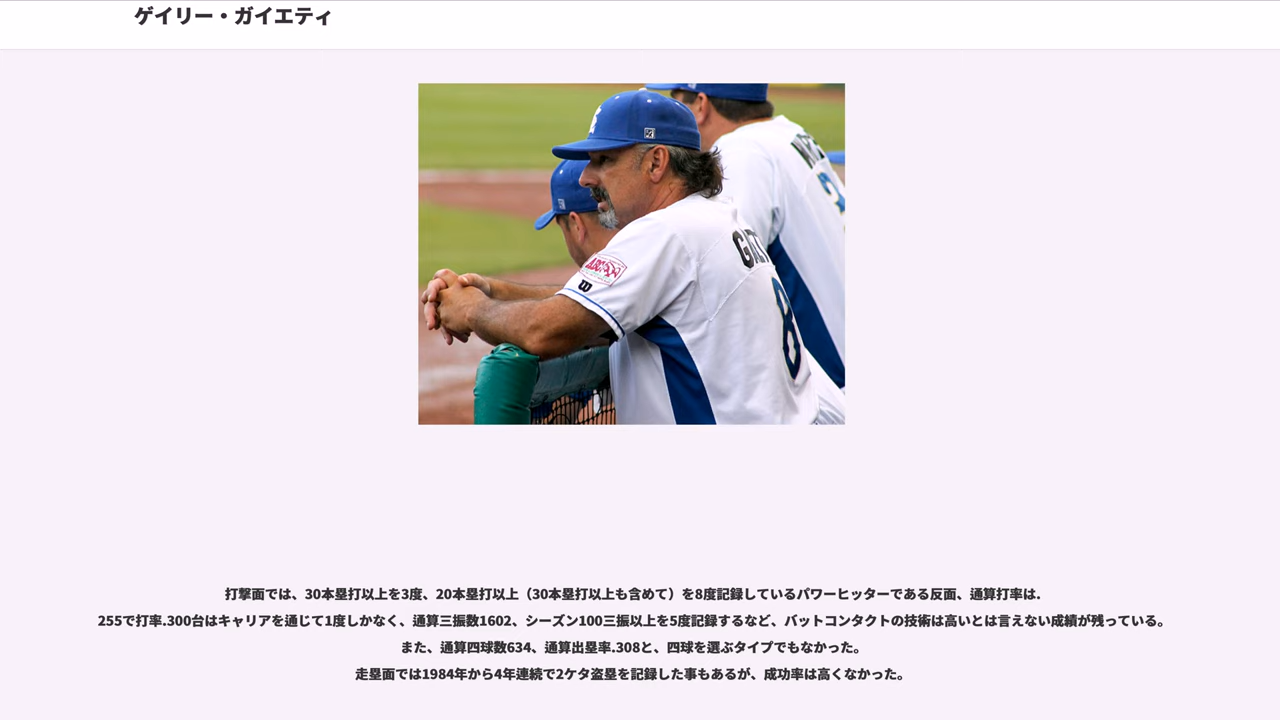 ゲイリー・ガイエティ
8
打撃面では、30本塁打以上を3度、20本塁打以上（30本塁打以上も含めて）を8度記録しているパワーヒッターである反面、通算打率は.
255で打率.300台はキャリアを通じて1度しかなく、通算三振数1602、シーズン100三振以上を5度記録するなど、バットコンタクトの技術は高いとは言えない成績が残っている。
また、通算四球数634、通算出塁率.308と、四球を選ぶタイプでもなかった。
走塁面では1984年から4年連続で2ケタ盗塁を記録した事もあるが、成功率は高くなかった。